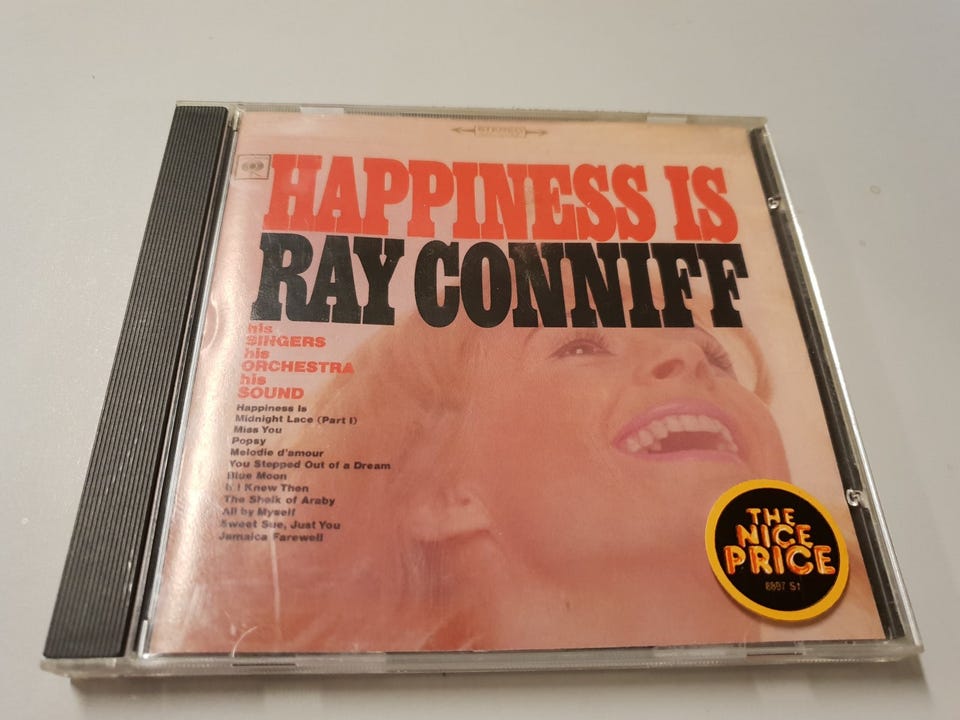 STEREO
HAPPINESS IS
RAY CONNIFF
his
SINGERS
his
ORCHESTRA
his
SOUND
Happiness Is
Midnight Lace (Part I)
Miss You
Popsy
Melodie d'amour
You Stepped Out of a Dream
Blue Moon
If I Knew Then
The Sheik of Araby
All by Myself
Sweet Sue, Just You
Jamaica Farewell
THE
NICE
PRICE